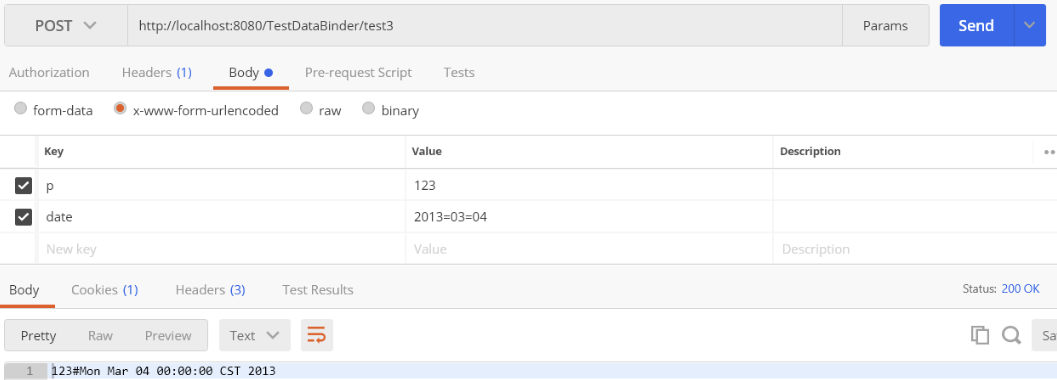 POST http://localhost:8080/TestDataBinder/test3 Params Send
Authorization Headers (1) Body Pre-request Script Tests
form-data x-www-form-urlencoded raw binary
Key Value Description
p 123
date 2013=03=04
New key Value Description
Body Cookies (1) Headers (3) Test Results Status: 200 OK
Pretty Raw Preview Text Sa
1 123#Mon Mar 04 00:00:00 CST 2013